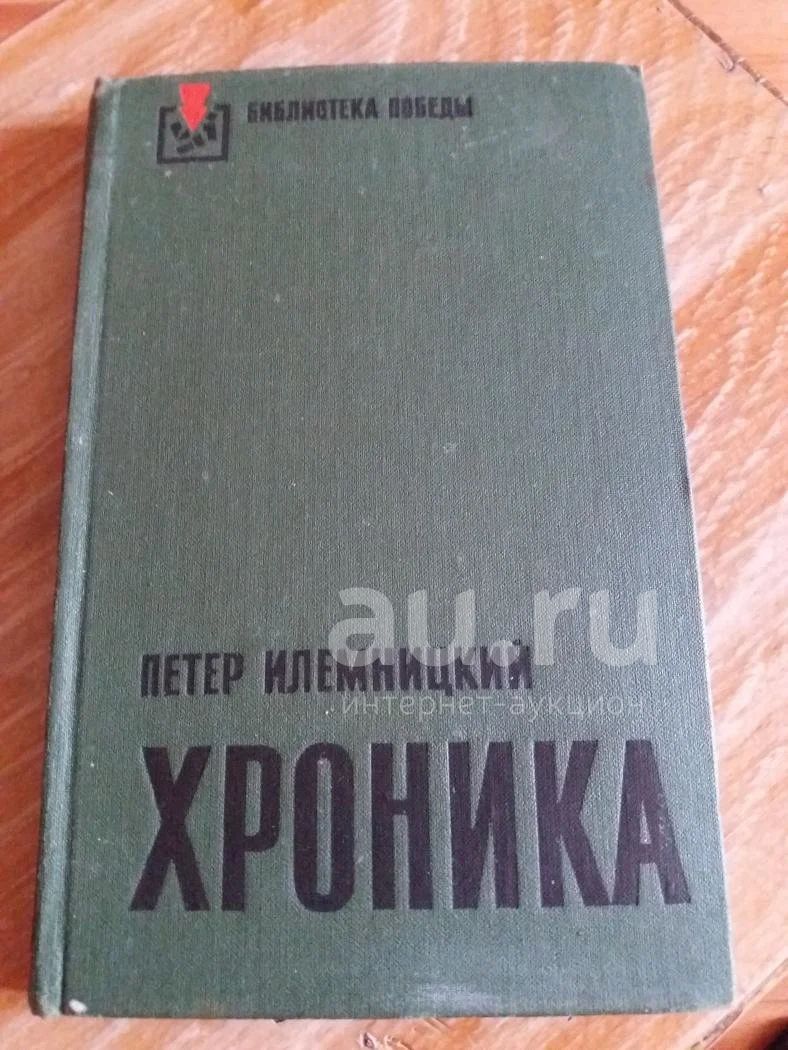 БИБЛИОТЕКА ПОБЕДЫ
au.ru
ПЕТЕР ИЛЕМНИЦКИЙ
интернет-аукцион
ХРОНИКА